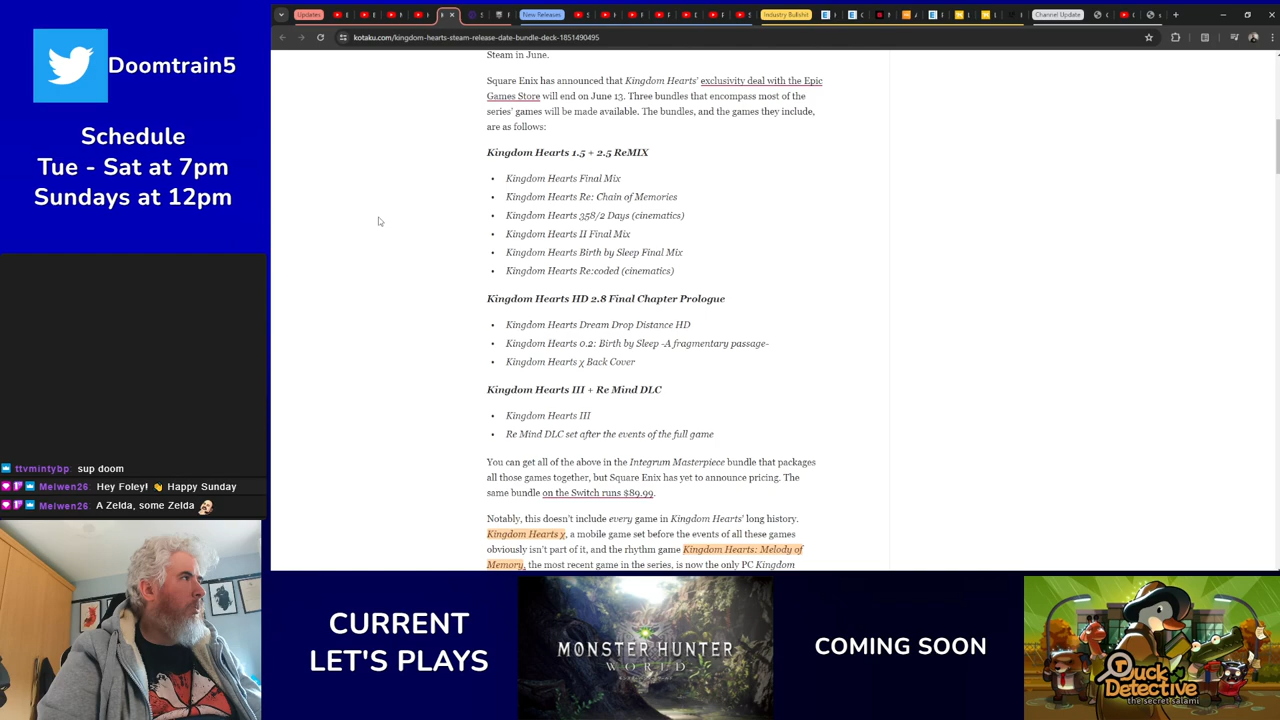 Doomtrain5
Schedule
Tue - Sat at 7pm
Sundays at 12pm
ttvmintybp: sup doom
Melwen26: Hey Foley! 👋 Happy Sunday
Melwen26: A Zelda, some Zelda
Updates
New Releases
Industry Bullshit
Channel Update
kotaku.com/kingdom-hearts-steam-release-date-bundle-deck-1851490495
Steam in June.
Square Enix has announced that Kingdom Hearts' exclusivity deal with the Epic
Games Store will end on June 13. Three bundles that encompass most of the
series' games will be made available. The bundles, and the games they include,
are as follows:
Kingdom Hearts 1.5 + 2.5 ReMIX
• Kingdom Hearts Final Mix
• Kingdom Hearts Re: Chain of Memories
• Kingdom Hearts 358/2 Days (cinematics)
• Kingdom Hearts II Final Mix
• Kingdom Hearts Birth by Sleep Final Mix
• Kingdom Hearts Re:coded (cinematics)
Kingdom Hearts HD 2.8 Final Chapter Prologue
• Kingdom Hearts Dream Drop Distance HD
• Kingdom Hearts 0.2: Birth by Sleep -A fragmentary passage-
• Kingdom Hearts χ Back Cover
Kingdom Hearts III + Re Mind DLC
• Kingdom Hearts III
• Re Mind DLC set after the events of the full game
You can get all of the above in the Integrum Masterpiece bundle that packages
all those games together, but Square Enix has yet to announce pricing. The
same bundle on the Switch runs $89.99.
Notably, this doesn't include every game in Kingdom Hearts' long history.
Kingdom Hearts χ, a mobile game set before the events of all these games
obviously isn't part of it, and the rhythm game Kingdom Hearts: Melody of
Memory, the most recent game in the series, is now the only PC Kingdom
CURRENT
LET'S PLAYS
MONSTER HUNTER
WORLD
COMING SOON
Duck
Detective
the secret salami